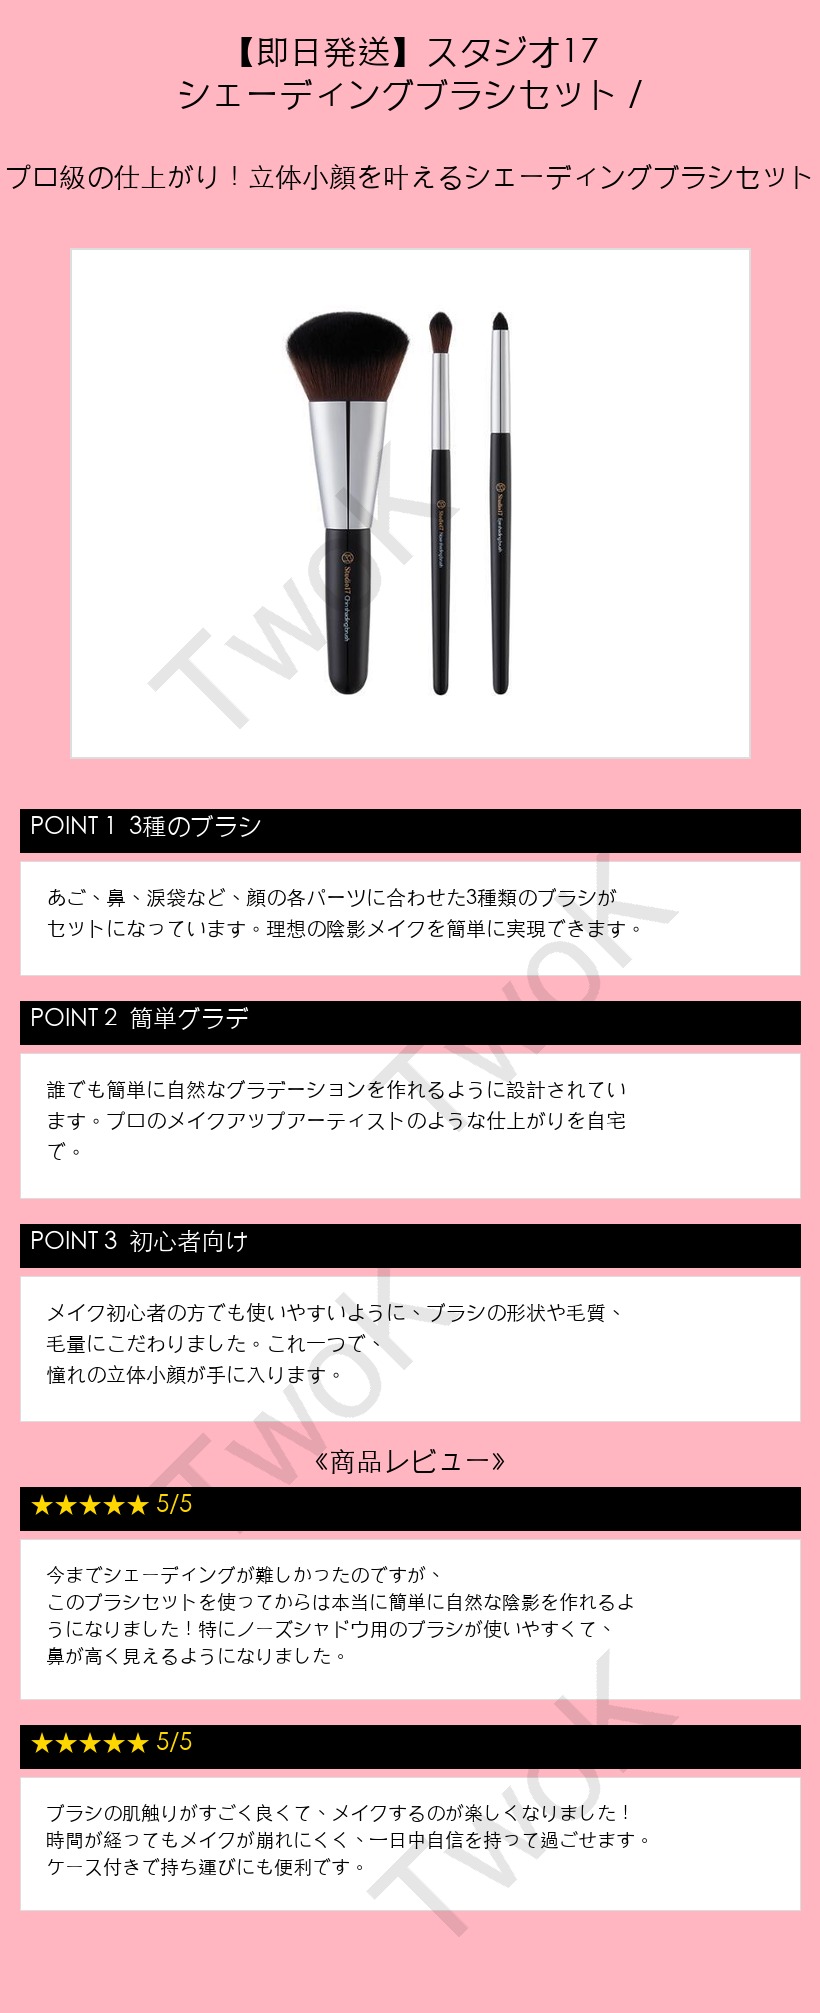 【即日発送】スタジオ17
シェーディングブラシセット /
プロ級の仕上がり！立体小顔を叶えるシェーディングブラシセット
Studio17 Chin shading brush
Studio17 Nose shading brush
Studio17 Eye shading brush
TwoK
POINT 1 3種のブラシ
あご、鼻、涙袋など、顔の各パーツに合わせた3種類のブラシが
セットになっています。理想の陰影メイクを簡単に実現できます。
TwoK
POINT 2 簡単グラデ
誰でも簡単に自然なグラデーションを作れるように設計されてい
ます。プロのメイクアップアーティストのような仕上がりを自宅
で。
POINT 3 初心者向け
メイク初心者の方でも使いやすいように、ブラシの形状や毛質、
毛量にこだわりました。これ一つで、
憧れの立体小顔が手に入ります。
TwoK
《商品レビュー》
★★★★★ 5/5
今までシェーディングが難しかったのですが、
このブラシセットを使ってからは本当に簡単に自然な陰影を作れるよ
うになりました！特にノーズシャドウ用のブラシが使いやすくて、
鼻が高く見えるようになりました。
★★★★★ 5/5
TwoK
ブラシの肌触りがすごく良くて、メイクするのが楽しくなりました！
時間が経ってもメイクが崩れにくく、一日中自信を持って過ごせます。
ケース付きで持ち運びにも便利です。